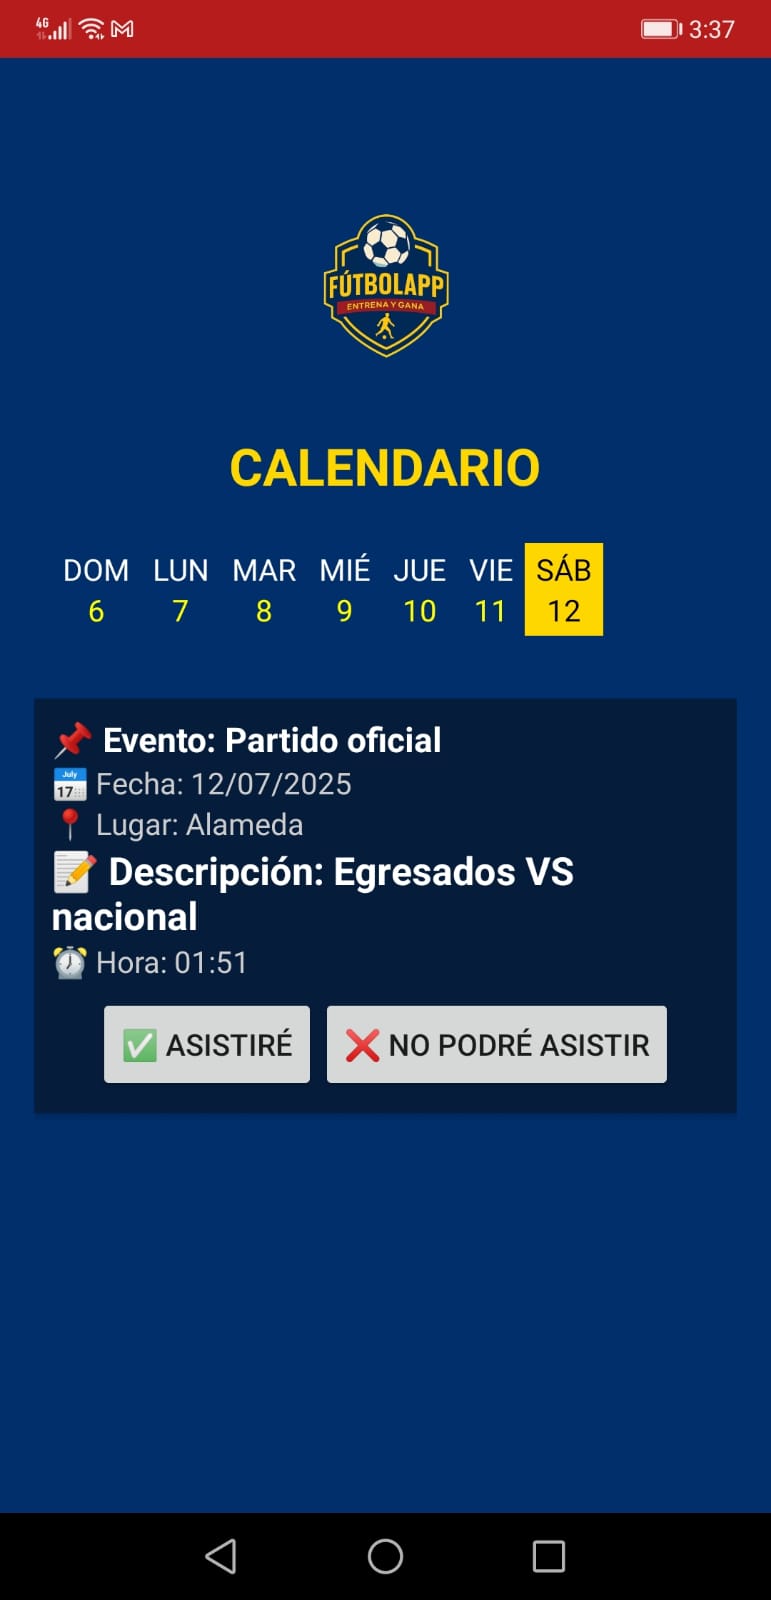 4G
3:37
FÚTBOLAPP
ENTRENA Y GANA
CALENDARIO
DOM LUN MAR MIÉ JUE VIE SÁB
6 7 8 9 10 11 12
Evento: Partido oficial
July
17
Fecha: 12/07/2025
Lugar: Alameda
Descripción: Egresados VS
nacional
Hora: 01:51
ASISTIRÉ
NO PODRÉ ASISTIR